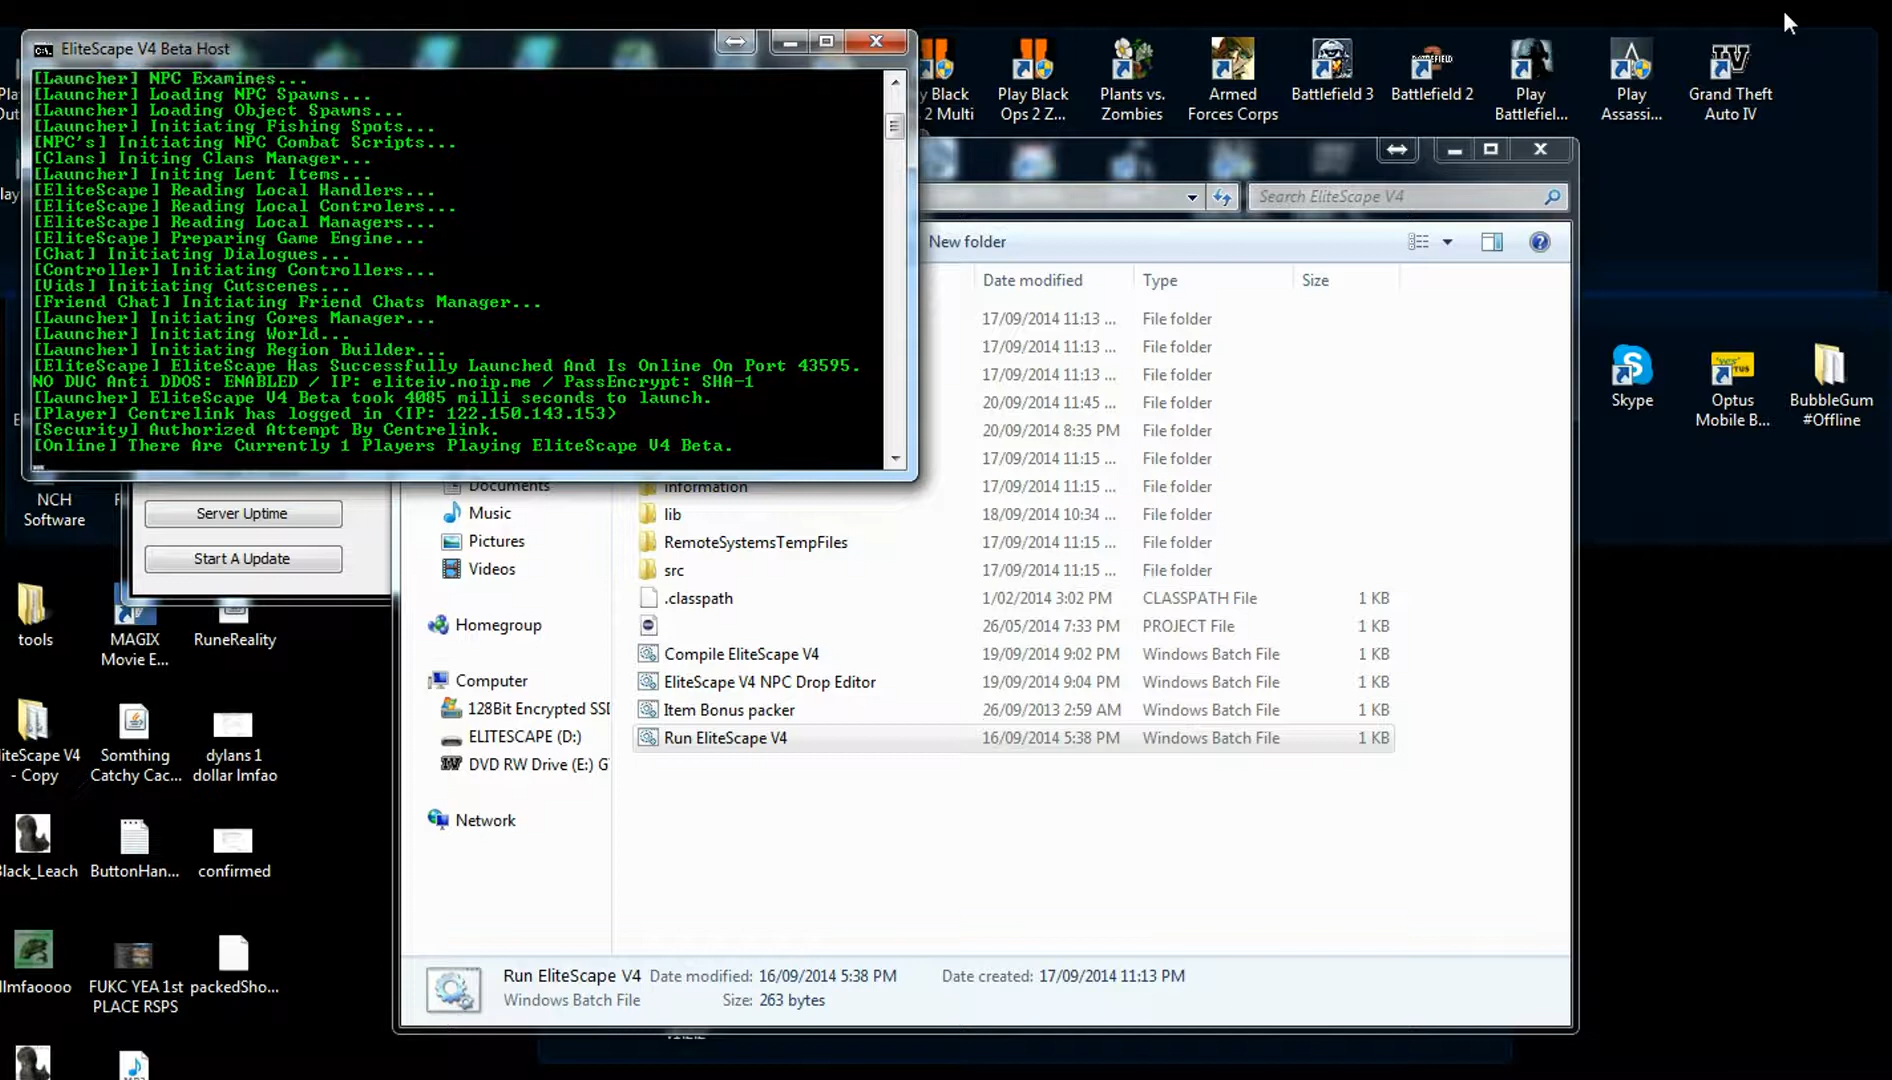 EliteScape V4 Beta Host
[Launcher] NPC Examines...
[Launcher] Loading NPC Spawns...
[Launcher] Loading Object Spawns...
[Launcher] Initiating Fishing Spots...
[NPC's] Initiating NPC Combat Scripts...
[Clans] Initing Clans Manager...
[Launcher] Initing Lent Items...
[EliteScape] Reading Local Handlers...
[EliteScape] Reading Local Controlers...
[EliteScape] Reading Local Managers...
[EliteScape] Preparing Game Engine...
[Chat] Initiating Dialogues...
[Controller] Initiating Controllers...
[Vids] Initiating Cutscenes...
[Friend Chat] Initiating Friend Chats Manager...
[Launcher] Initiating Cores Manager...
[Launcher] Initiating World...
[Launcher] Initiating Region Builder...
[EliteScape] EliteScape Has Successfully Launched And Is Online On Port 43595.
NO DUC Anti DDOS: ENABLED / IP: eliteiv.noip.me / PassEncrypt: SHA-1
[Launcher] EliteScape V4 Beta took 4085 milli seconds to launch.
[Player] Centrelink has logged in (IP: 122.150.143.153)
[Security] Authorized Attempt By Centrelink.
[Online] There Are Currently 1 Players Playing EliteScape V4 Beta.
y Black
2 Multi
Play Black
Ops 2 Z...
Plants vs.
Zombies
Armed
Forces Corps
Battlefield 3
Battlefield 2
Play
Battlefiel...
Play
Assassi...
Grand Theft
Auto IV
Search EliteScape V4
New folder
Date modified Type Size
17/09/2014 11:13 ... File folder
17/09/2014 11:13 ... File folder
17/09/2014 11:13 ... File folder
20/09/2014 11:45 ... File folder
20/09/2014 8:35 PM File folder
17/09/2014 11:15 ... File folder
information 17/09/2014 11:15 ... File folder
lib 18/09/2014 10:34 ... File folder
RemoteSystemsTempFiles 17/09/2014 11:15 ... File folder
src 17/09/2014 11:15 ... File folder
.classpath 1/02/2014 3:02 PM CLASSPATH File 1 KB
26/05/2014 7:33 PM PROJECT File 1 KB
Compile EliteScape V4 19/09/2014 9:02 PM Windows Batch File 1 KB
EliteScape V4 NPC Drop Editor 19/09/2014 9:04 PM Windows Batch File 1 KB
Item Bonus packer 26/09/2013 2:59 AM Windows Batch File 1 KB
Run EliteScape V4 16/09/2014 5:38 PM Windows Batch File 1 KB
Documents
Music
Pictures
Videos
Homegroup
Computer
128Bit Encrypted SSD
ELITESCAPE (D:)
DVD RW Drive (E:) G
Network
Run EliteScape V4 Date modified: 16/09/2014 5:38 PM Date created: 17/09/2014 11:13 PM
Windows Batch File Size: 263 bytes
Skype
Optus
Mobile B...
BubbleGum
#Offline
NCH
Software
Server Uptime
Start A Update
tools
MAGIX
Movie E...
RuneReality
liteScape V4
- Copy
Somthing
Catchy Cac...
dylans 1
dollar lmfao
Black_Leach
ButtonHan...
confirmed
llmfaoooo
FUKC YEA 1st
PLACE RSPS
packedSho...